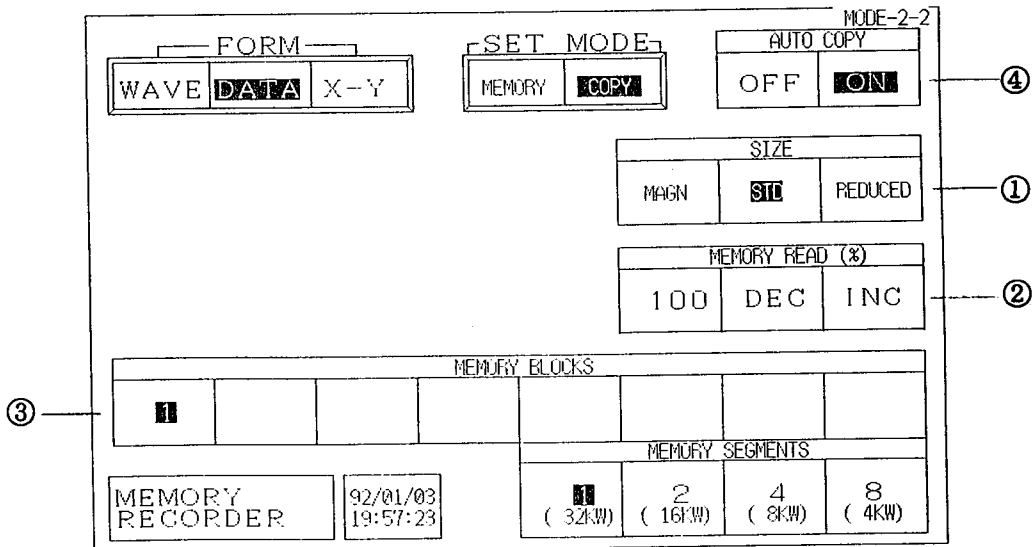 MODE-2-2
FORM
WAVE DATA X-Y
SET MODE
MEMORY COPY
AUTO COPY
OFF ON
④
SIZE
MAGN STD REDUCED
①
MEMORY READ (%)
100 DEC INC
②
MEMORY BLOCKS
③
1
MEMORY SEGMENTS
1 2 4 8
( 32KW) ( 16KW) ( 8KW) ( 4KW)
MEMORY
RECORDER
92/01/03
19:57:23